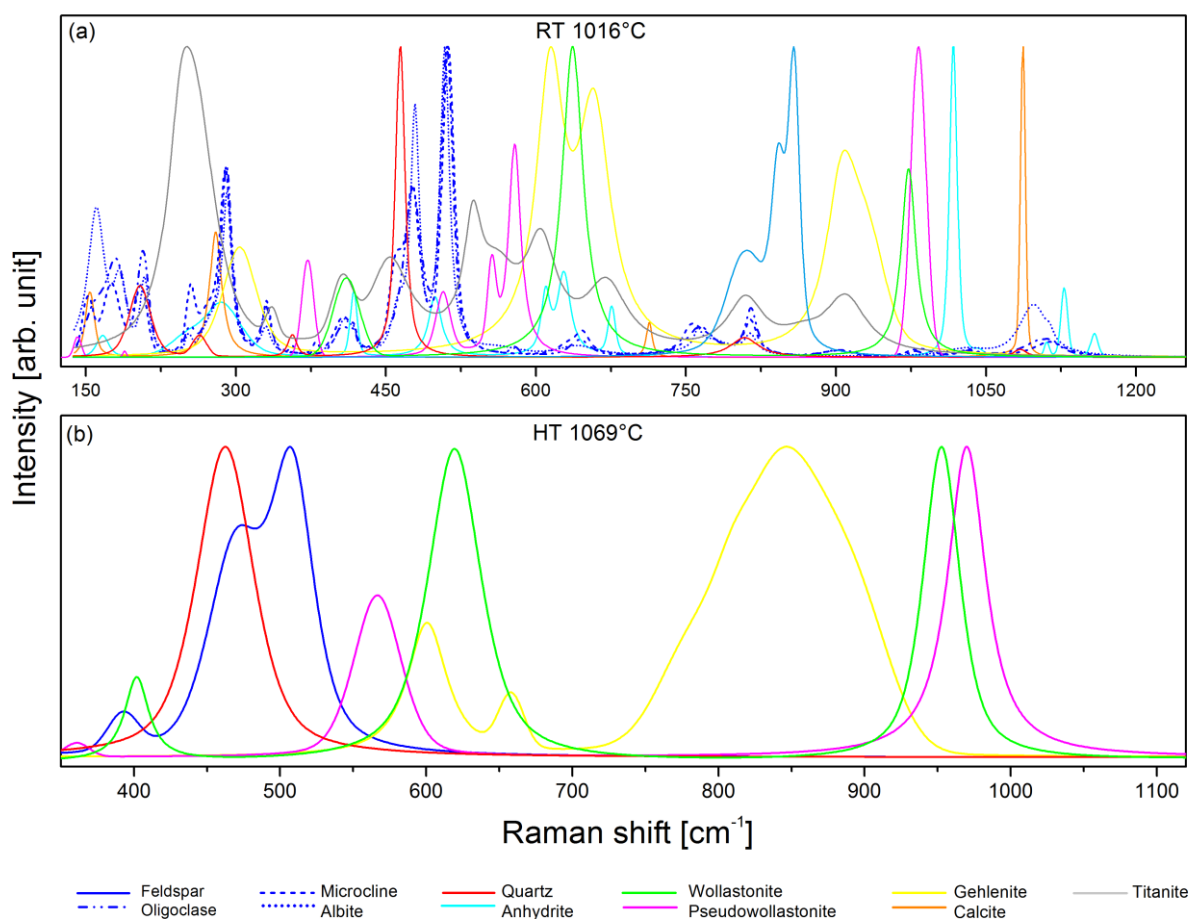 (a)
RT 1016°C
150 300 450 600 750 900 1050 1200
(b)
HT 1069°C
400 500 600 700 800 900 1000 1100
Intensity [arb. unit]
Raman shift [cm⁻¹]
Feldspar Microcline Quartz Wollastonite Gehlenite Titanite
Oligoclase Albite Anhydrite Pseudowollastonite Calcite